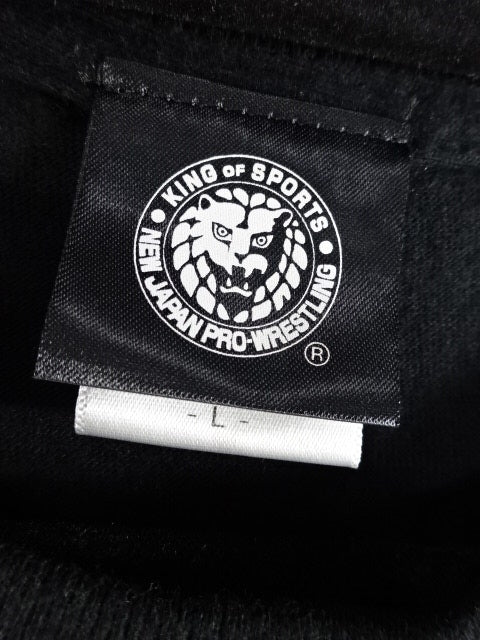 • KING OF SPORTS •
NEW JAPAN PRO-WRESTLING
®
- L -